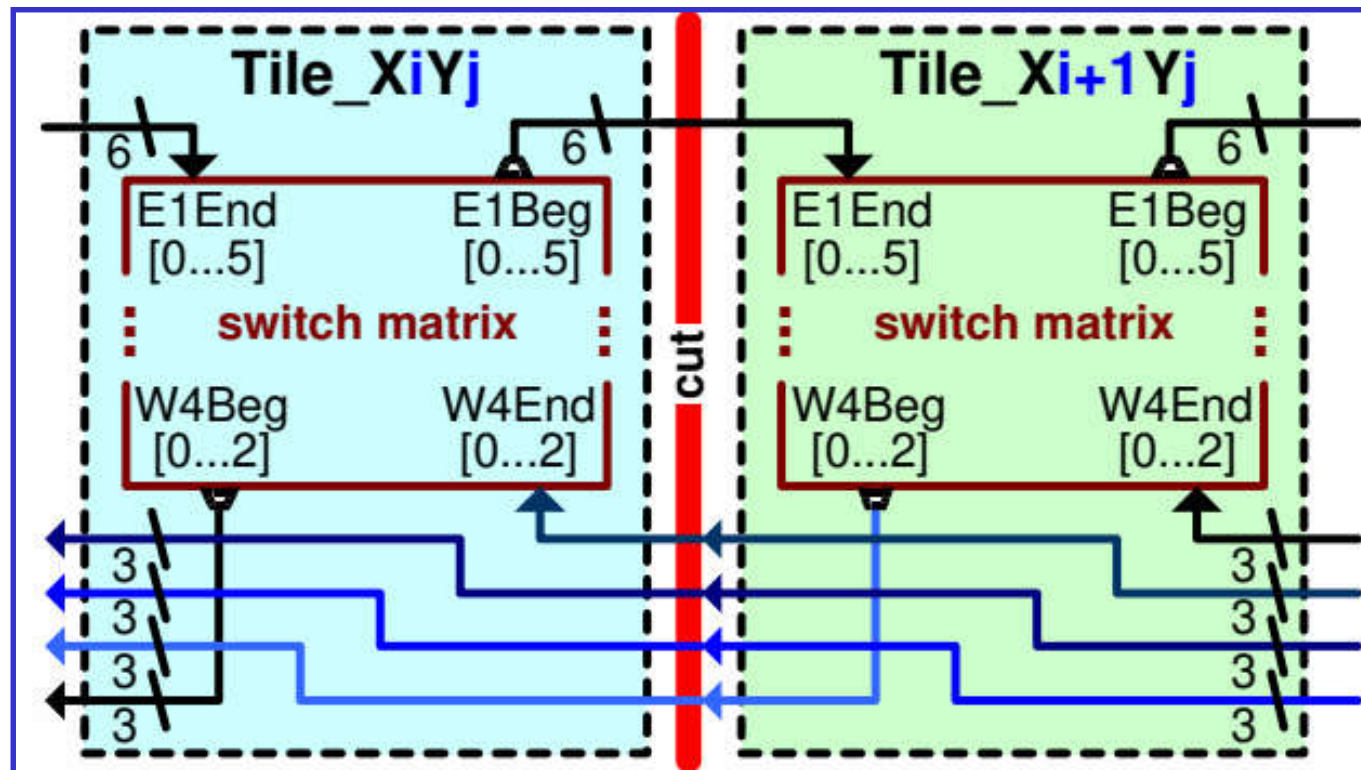 Tile_XiYj
Tile_Xi+1Yj
6
6
6
E1End
[0...5]
E1Beg
[0...5]
E1End
[0...5]
E1Beg
[0...5]
switch matrix
cut
switch matrix
W4Beg
[0...2]
W4End
[0...2]
W4Beg
[0...2]
W4End
[0...2]
3
3
3
3
3
3
3
3